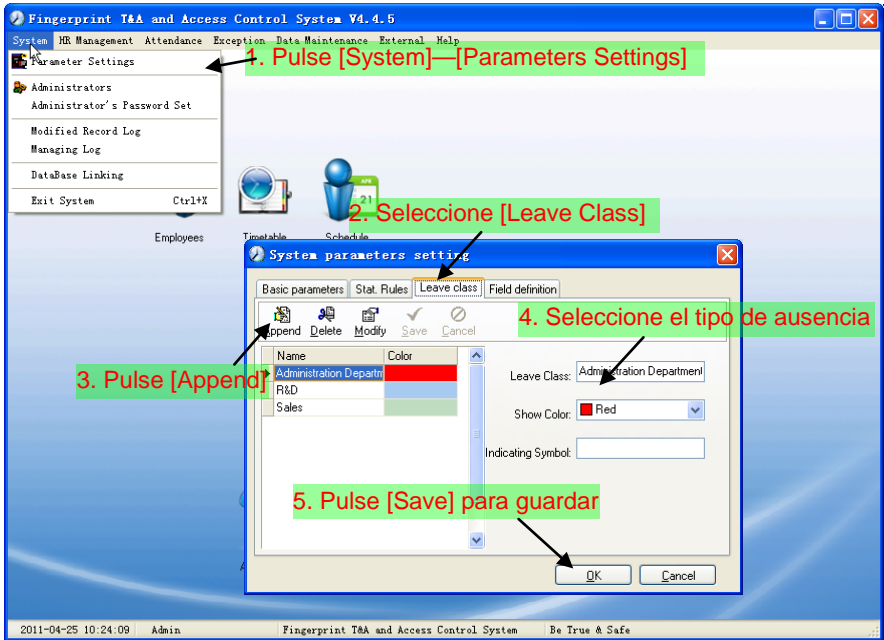 Fingerprint T&A and Access Control System V4.4.5
System HR Management Attendance Exception Data Maintenance External Help
Parameter Settings
1. Pulse [System]—[Parameters Settings]
Administrators
Administrator's Password Set
Modified Record Log
Managing Log
DataBase Linking
Exit System Ctrl+X
APR
21
2. Seleccione [Leave Class]
Employees Timetable Schedule
System parameters setting
Basic parameters Stat. Rules Leave class Field definition
Append Delete Modify Save Cancel
4. Seleccione el tipo de ausencia
3. Pulse [Append]
Name Color
Administration Departm
R&D
Sales
Leave Class: Administration Department
Show Color: Red
Indicating Symbol:
5. Pulse [Save] para guardar
OK Cancel
2011-04-25 10:24:09 Admin Fingerprint T&A and Access Control System Be True & Safe